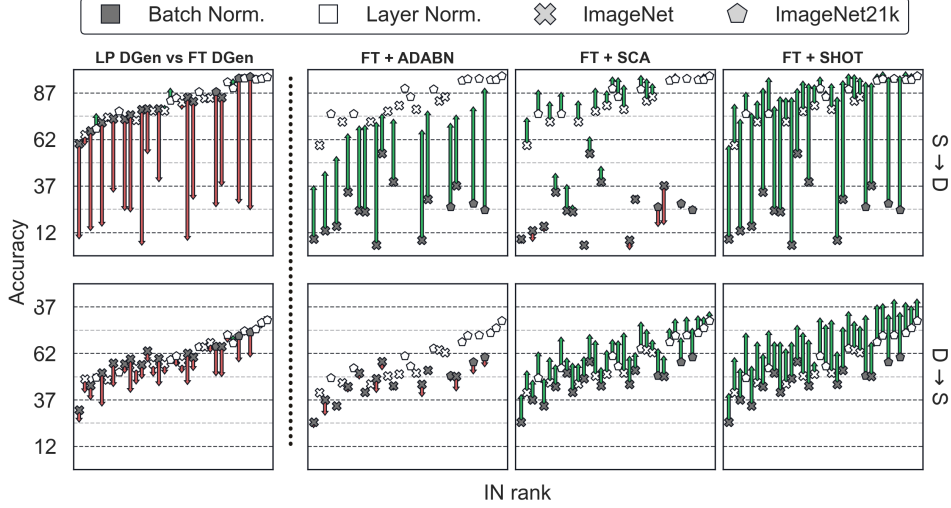 Batch Norm. Layer Norm. ImageNet ImageNet21k
LP DGen vs FT DGen FT + ADABN FT + SCA FT + SHOT
87
62
37
12
S → D
Accuracy
87
62
37
12
D → S
IN rank